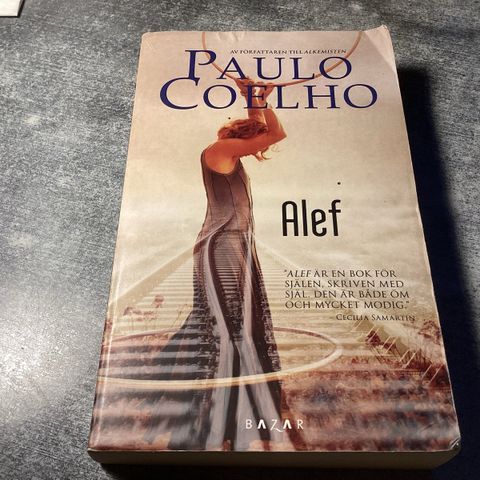 AV FÖRFATTAREN TILL ALKEMISTEN
PAULO
COELHO
Alef
"ALEF ÄR EN BOK FÖR
SJÄLEN, SKRIVEN MED
SJÄL. DEN ÄR BÅDE ÖM
OCH MYCKET MODIG."
– CECILIA SAMARTIN
BAZAR